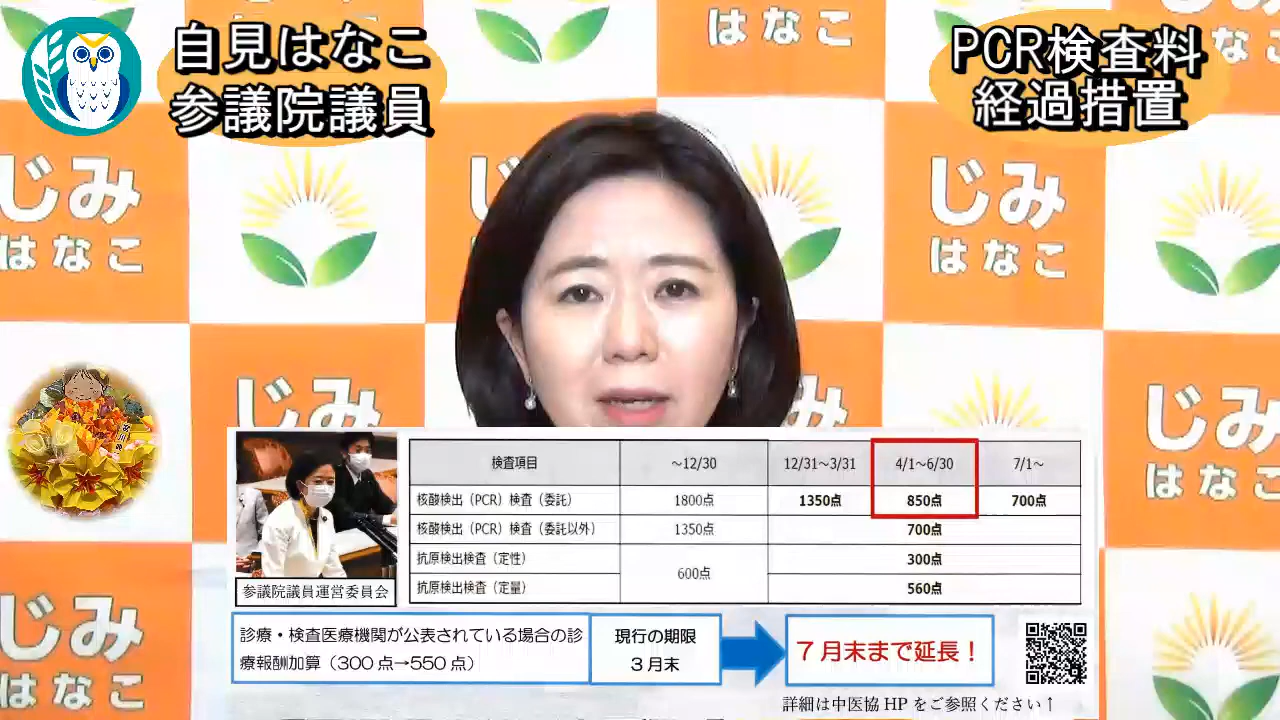 自見はなこ
参議院議員
PCR検査料
経過措置
はなこ
じみ
はなこ
じみ
はなこ
じみ
じみ
はなこ
じみ
はなこ
検査項目 ～12/30 12/31～3/31 4/1～6/30 7/1～
核酸検出（PCR）検査（委託） 1800点 1350点 850点 700点
核酸検出（PCR）検査（委託以外） 1350点 700点
抗原検出検査（定性） 600点 300点
抗原検出検査（定量） 560点
参議院議員運営委員会
診療・検査医療機関が公表されている場合の診
療報酬加算（300点→550点）
現行の期限
3月末
７月末まで延長！
詳細は中医協 HP をご参照ください↑